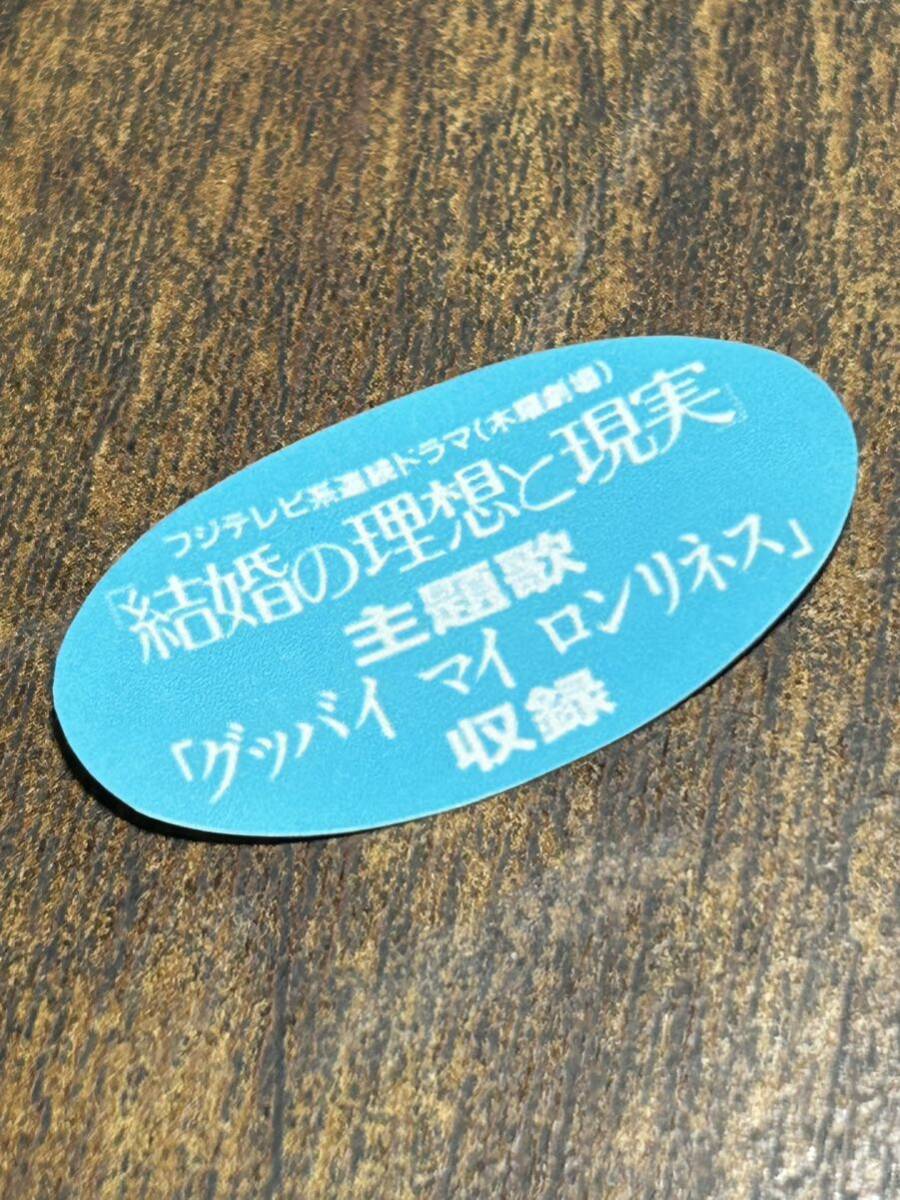 フジテレビ系連続ドラマ(木曜劇場)
「結婚の理想と現実」
主題歌
「グッバイ マイ ロンリネス」
収録